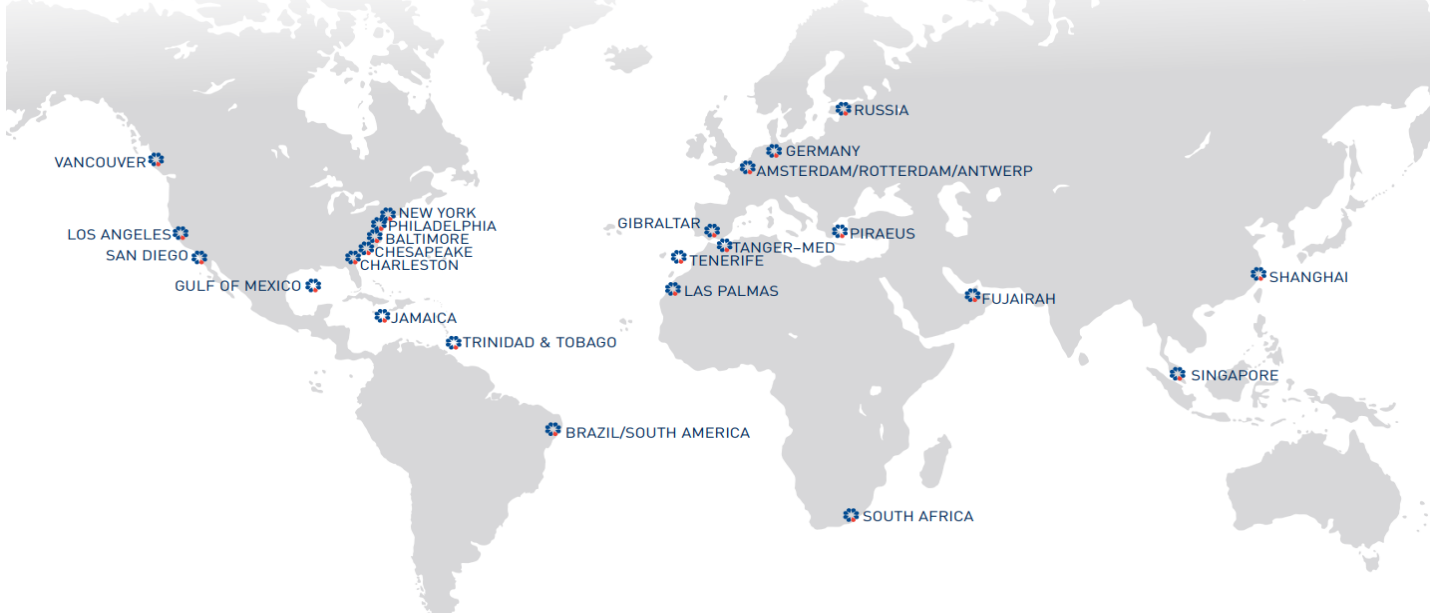 RUSSIA
GERMANY
VANCOUVER
AMSTERDAM/ROTTERDAM/ANTWERP
NEW YORK
PHILADELPHIA
GIBRALTAR
LOS ANGELES
BALTIMORE
PIRAEUS
TANGER–MED
CHESAPEAKE
SAN DIEGO
TENERIFE
CHARLESTON
SHANGHAI
GULF OF MEXICO
LAS PALMAS
FUJAIRAH
JAMAICA
TRINIDAD & TOBAGO
SINGAPORE
BRAZIL/SOUTH AMERICA
SOUTH AFRICA